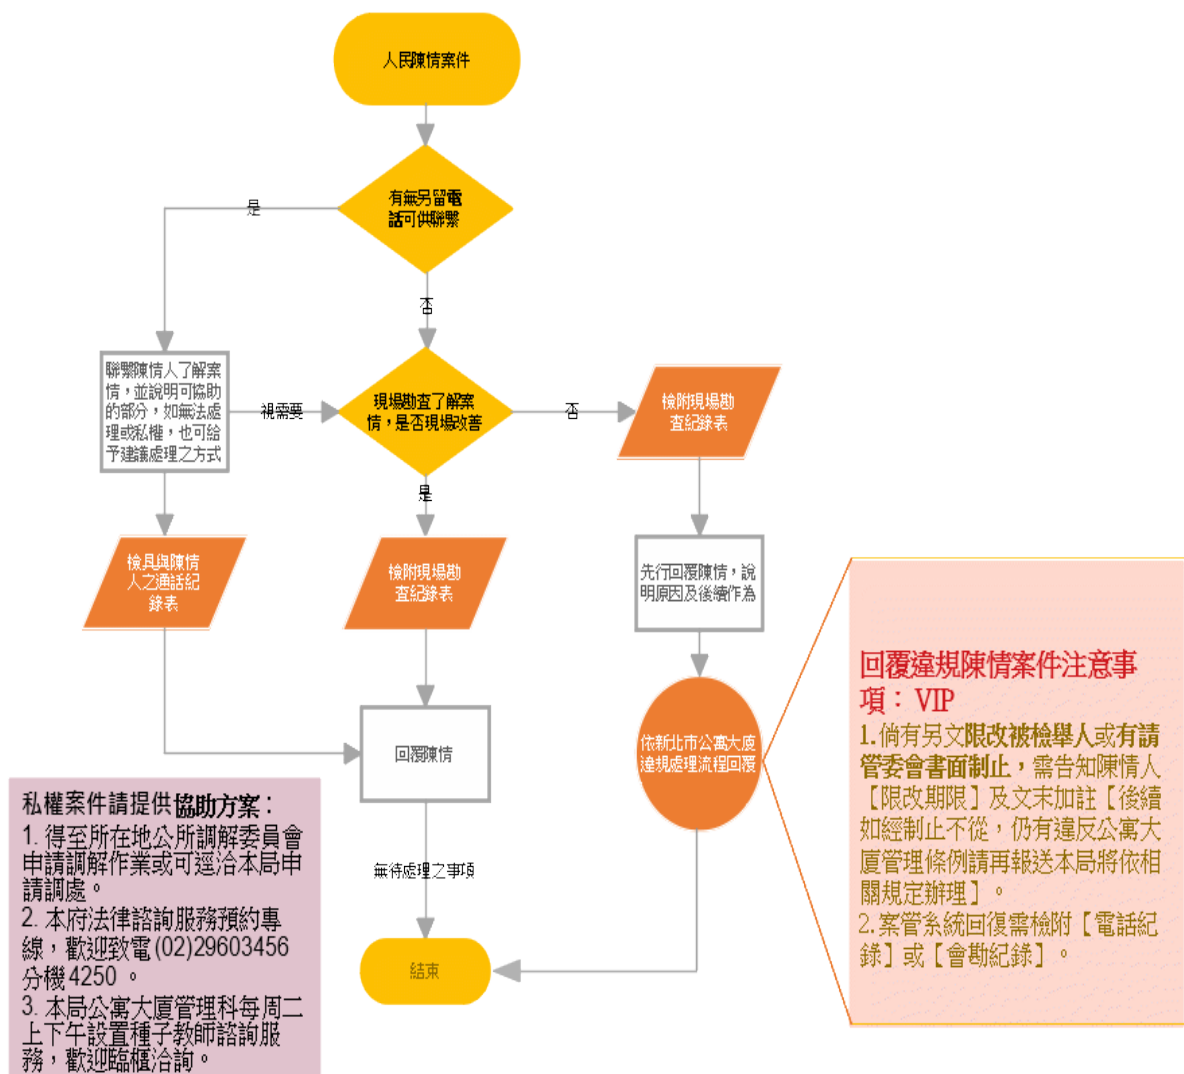 人民陳情案件
有無另留電
話可供聯繫
是
否
聯繫陳情人了解案
情，並說明可協助
的部分，如無法處
理或私權，也可給
予建議處理之方式
視需要
現場勘查了解案
情，是否現場改善
否
檢附現場勘
查紀錄表
是
檢具與陳情
人之通話紀
錄表
檢附現場勘
查紀錄表
先行回覆陳情，說
明原因及後續作為
回覆陳情
依新北市公寓大廈
違規處理流程回覆
無待處理之事項
結束
回覆違規陳情案件注意事
項： VIP
1.倘有另文限改被檢舉人或有請
管委會書面制止，需告知陳情人
【限改期限】及文末加註【後續
如經制止不從，仍有違反公寓大
廈管理條例請再報送本局將依相
關規定辦理】。
2.案管系統回復需檢附【電話紀
錄】或【會勘紀錄】。
私權案件請提供協助方案：
1. 得至所在地公所調解委員會
申請調解作業或可逕洽本局申
請調處。
2. 本府法律諮詢服務預約專
線，歡迎致電(02)29603456
分機4250 。
3. 本局公寓大廈管理科每周二
上下午設置種子教師諮詢服
務，歡迎臨櫃洽詢。